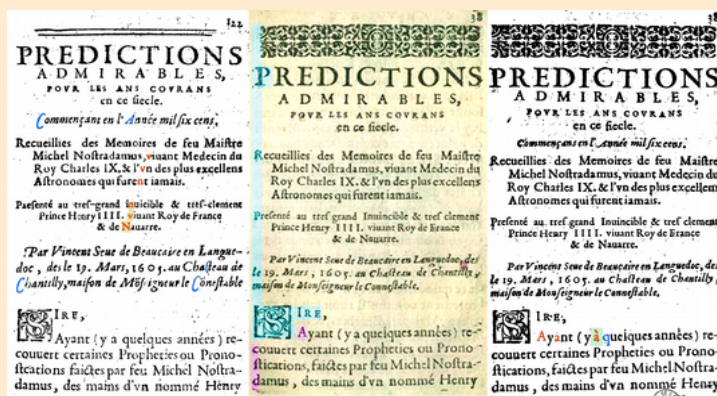 122
PREDICTIONS
ADMIRABLES,
POVR LES ANS COVRANS
en ce siecle.
Commençant en l'Année mil six cens,
Recueillies des Memoires de feu Maistre
Michel Nostradamus, viuant Medecin du
Roy Charles IX. & l'vn des plus excellens
Astronomes qui furent iamais.
Presenté au tres-grand inuicible & tres-clement
Prince Henry IIII. viuant Roy de France
& de Nauarre.
Par Vincent Seue de Beaucaire en Langue-
doc, des le 19. Mars, 1605. au Chasteau de
Chantilly, maison de Mõseigneur le Conestable
SIRE,
Ayant (y a quelques années) re-
couuert certaines Propheties ou Prono-
stications, faictes par feu Michel Nostra-
damus, des mains d'vn nommé Henry
38
PREDICTIONS
ADMIRABLES,
POVR LES ANS COVRANS
en ce siecle.
Recueillies des Memoires de feu Maistre
Michel Nostradamus, viuant Medecin du
Roy Charles IX. & l'vn des plus excellens
Astronomes qui furent iamais.
Presenté au tres grand Inuincible & tres clement
Prince Henry IIII. viuant Roy de France
& de Nauarre.
Par Vincent Seue de Beaucaire en Languedoc, des
le 19. Mars, 1605. au Chasteau de Chantilly,
maison de Monseigneur le Connestable.
SIRE,
Ayant (y a quelques années) re-
couuert certaines Propheties ou Prono-
stications, faictes par feu Michel Nostra-
damus, des mains d'vn nommé Henry
38
PREDICTIONS
ADMIRABLES,
POVR LES ANS COVRANS
en ce siecle.
Commençant en l'Année mil six cens.
Recueillies des Memoires de feu Maistre
Michel Nostradamus, viuant Medecin du
Roy Charles IX. & l'vn des plus excellens
Astronomes qui furent iamais.
Presenté au tres grand Inuincible & tres clement
Prince Henry IIII. viuant Roy de France
& de Nauarre.
Par Vincent Seue de Beaucaire en Languedoc, des
le 19. Mars, 1605. au Chasteau de Chantilly,
maison de Monseigneur le Connestable.
SIRE,
Ayant (y à quelques années) re-
couuert certaines Propheties ou Prono-
stications, faictes par feu Michel Nostra-
damus, des mains d'vn nommé Henry